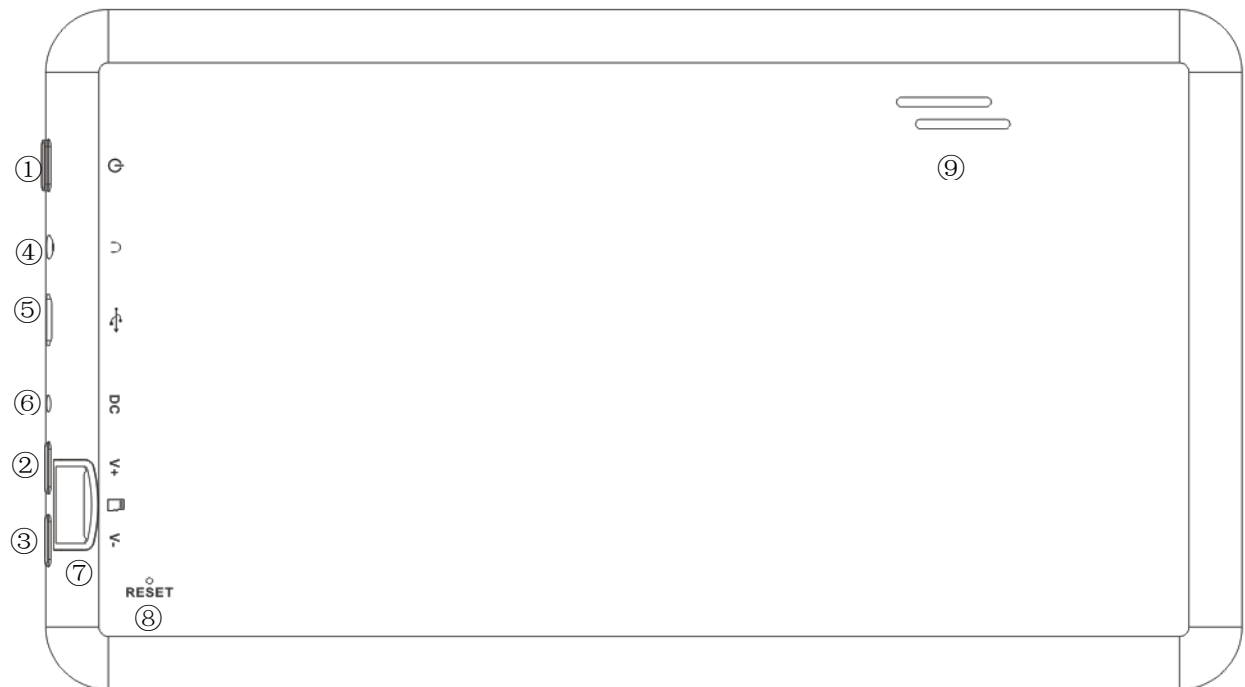 ①
⑨
④
⑤
⑥
DC
②
V+
③
V-
⑦
RESET
⑧